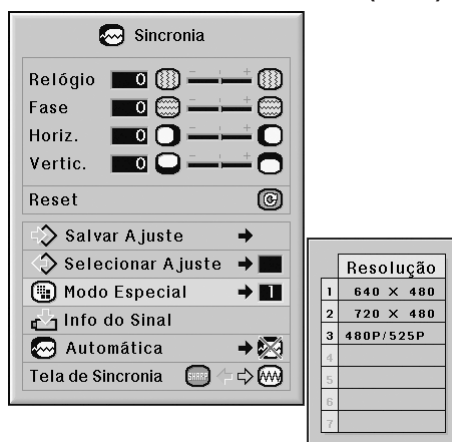 Sincronia
Relógio 0 - +
Fase 0 - +
Horiz. 0 - +
Vertic. 0 - +
Reset
Salvar Ajuste
Selecionar Ajuste
Modo Especial 1
Info do Sinal
Automática
Tela de Sincronia SHARP
Resolução
1 640 × 480
2 720 × 480
3 480P/525P
4
5
6
7